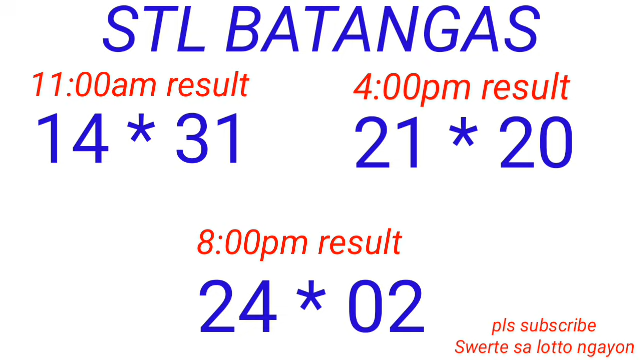 STL BATANGAS
11:00am result
14 * 31
4:00pm result
21 * 20
8:00pm result
24 * 02
pls subscribe
Swerte sa lotto ngayon